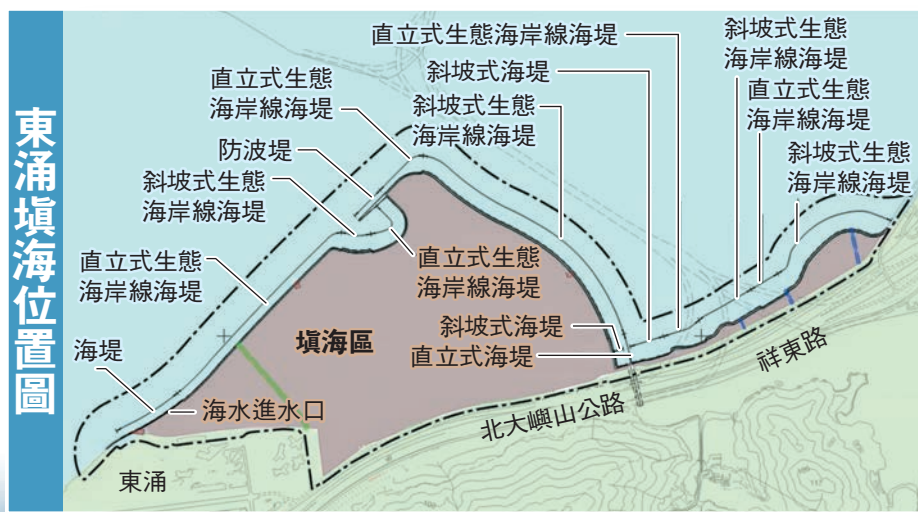 東涌填海位置圖
直立式生態海岸線海堤
斜坡式海堤
斜坡式生態
海岸線海堤
斜坡式生態
海岸線海堤
直立式生態
海岸線海堤
斜坡式生態
海岸線海堤
直立式生態
海岸線海堤
防波堤
斜坡式生態
海岸線海堤
直立式生態
海岸線海堤
直立式生態
海岸線海堤
填海區
斜坡式海堤
直立式海堤
海堤
海水進水口
東涌
北大嶼山公路
祥東路